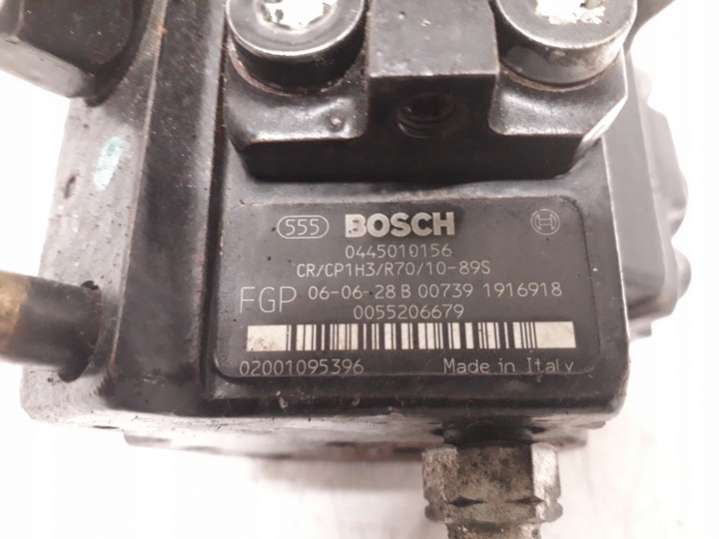 555 BOSCH
0445010156
CR/CP1H3/R70/10-89S
FGP 06-06-28 B 00739 1916918
0055206679
02001095396 Made in Italy